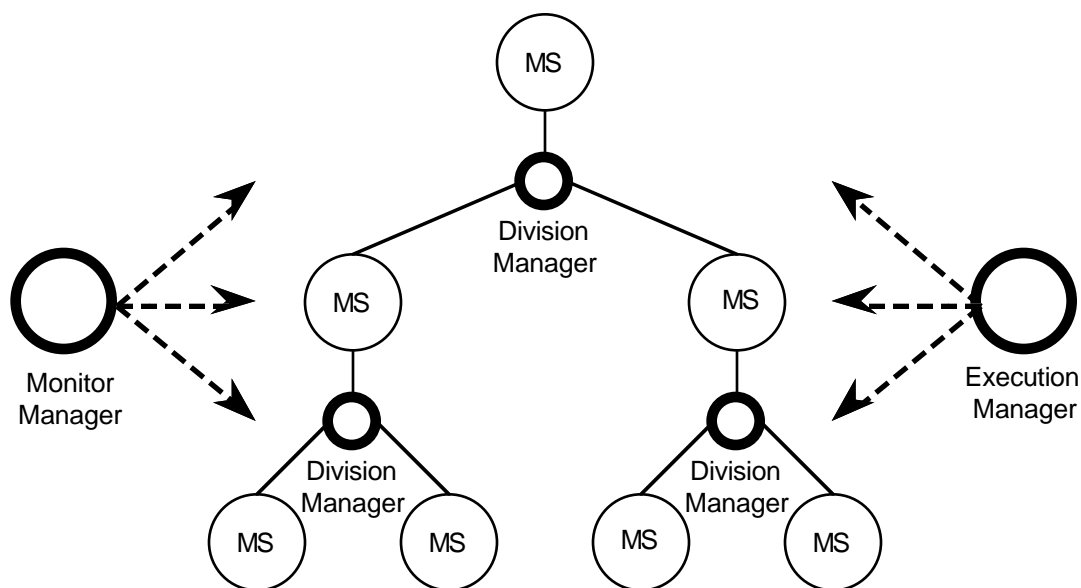 MS
Division
Manager
MS
MS
Monitor
Manager
Execution
Manager
Division
Manager
Division
Manager
MS
MS
MS
MS